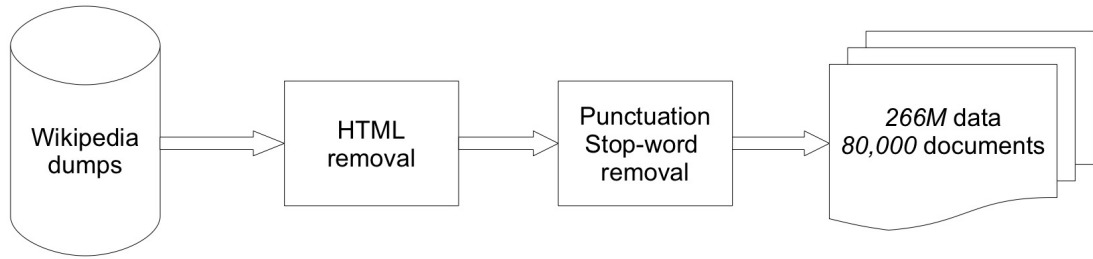 Wikipedia
dumps
HTML
removal
Punctuation
Stop-word
removal
266M data
80,000 documents